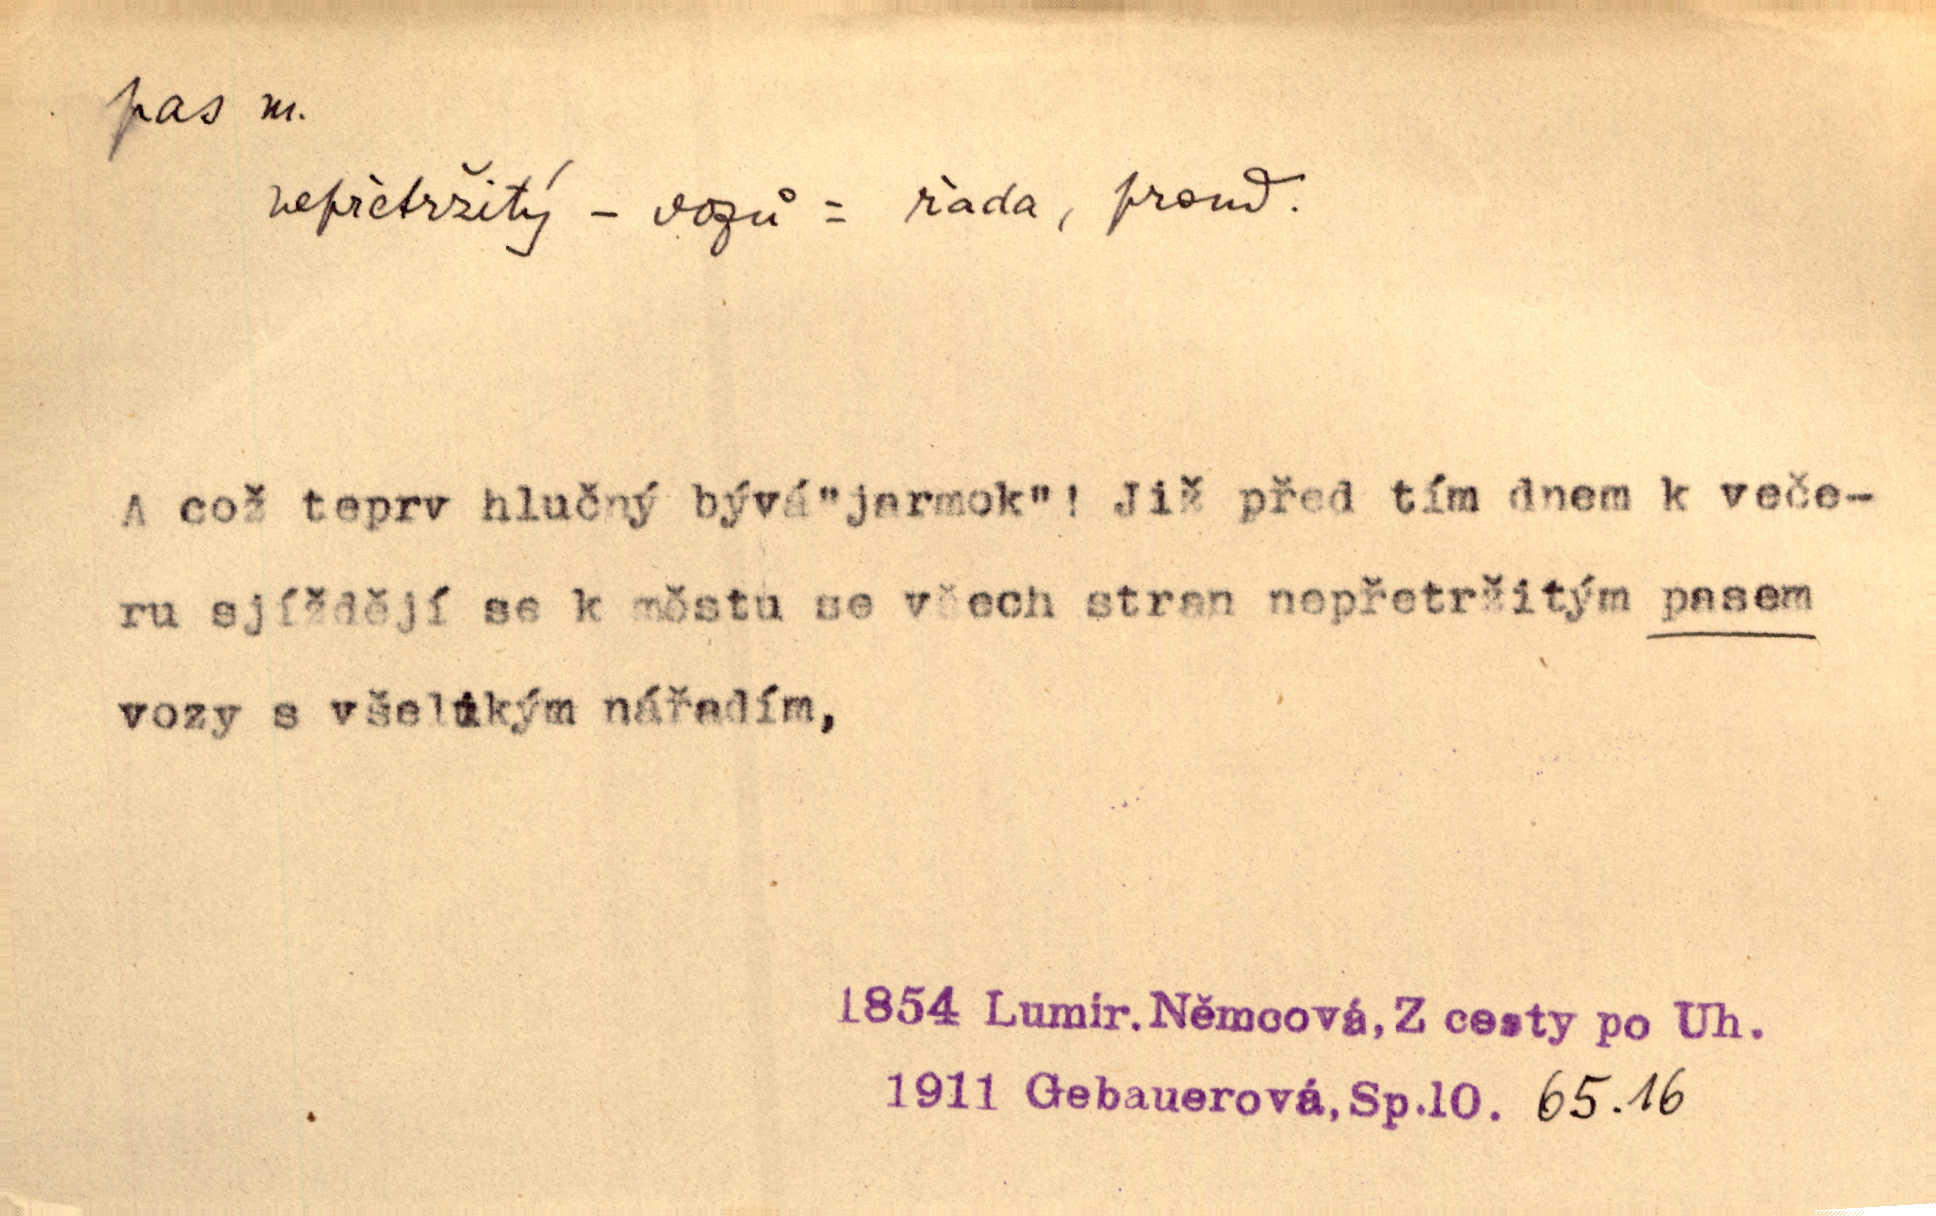 pas m.
nepřetržitý – vozů = řada, proud.
A což teprv hlučný bývá"jarmok"! Již před tím dnem k veče-
ru sjíždějí se k městu se všech stran nepřetržitým pasem
vozy s všelikým nářadím,
1854 Lumír.Němcová,Z cesty po Uh.
1911 Gebauerová,Sp.10. 65.16